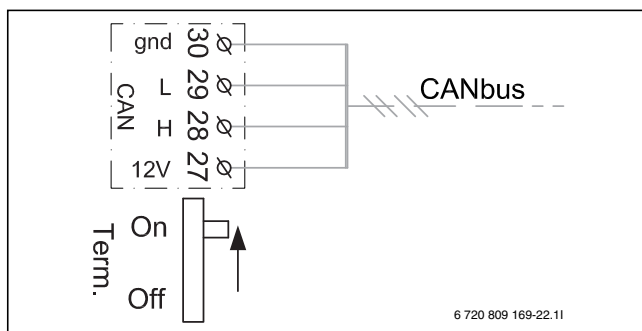 gnd 30
L 29
CAN
H 28
12V 27
CANbus
Term.
On
Off
6 720 809 169-22.1I